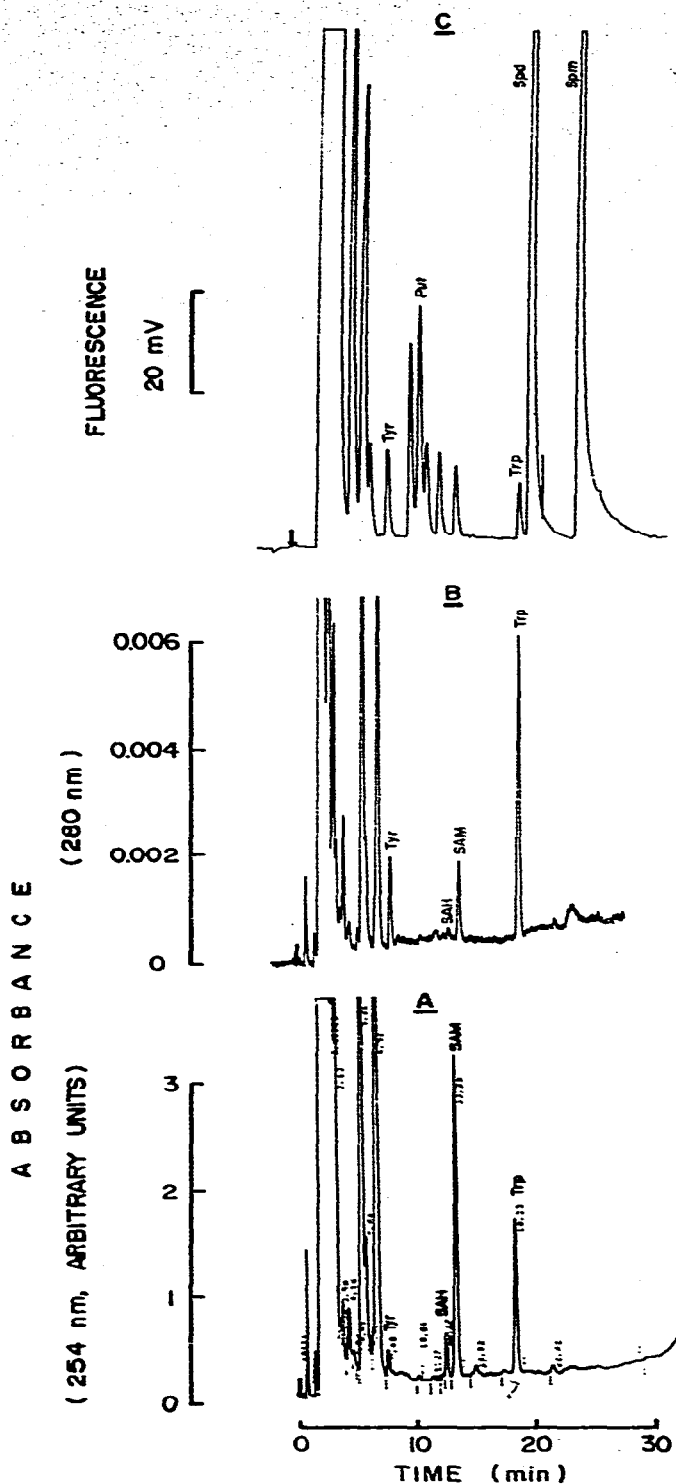 C
Spd
Spm
FLUORESCENCE
20 mV
Put
Tyr
Trp
B
0.006
0.004
0.002
0
(280 nm)
Tyr
SAH
SAM
Trp
A
ABSORBANCE
(254 nm, ARBITRARY UNITS)
3
2
1
0
Tyr
SAH
SAM
Trp
0 10 20 30
TIME (min)